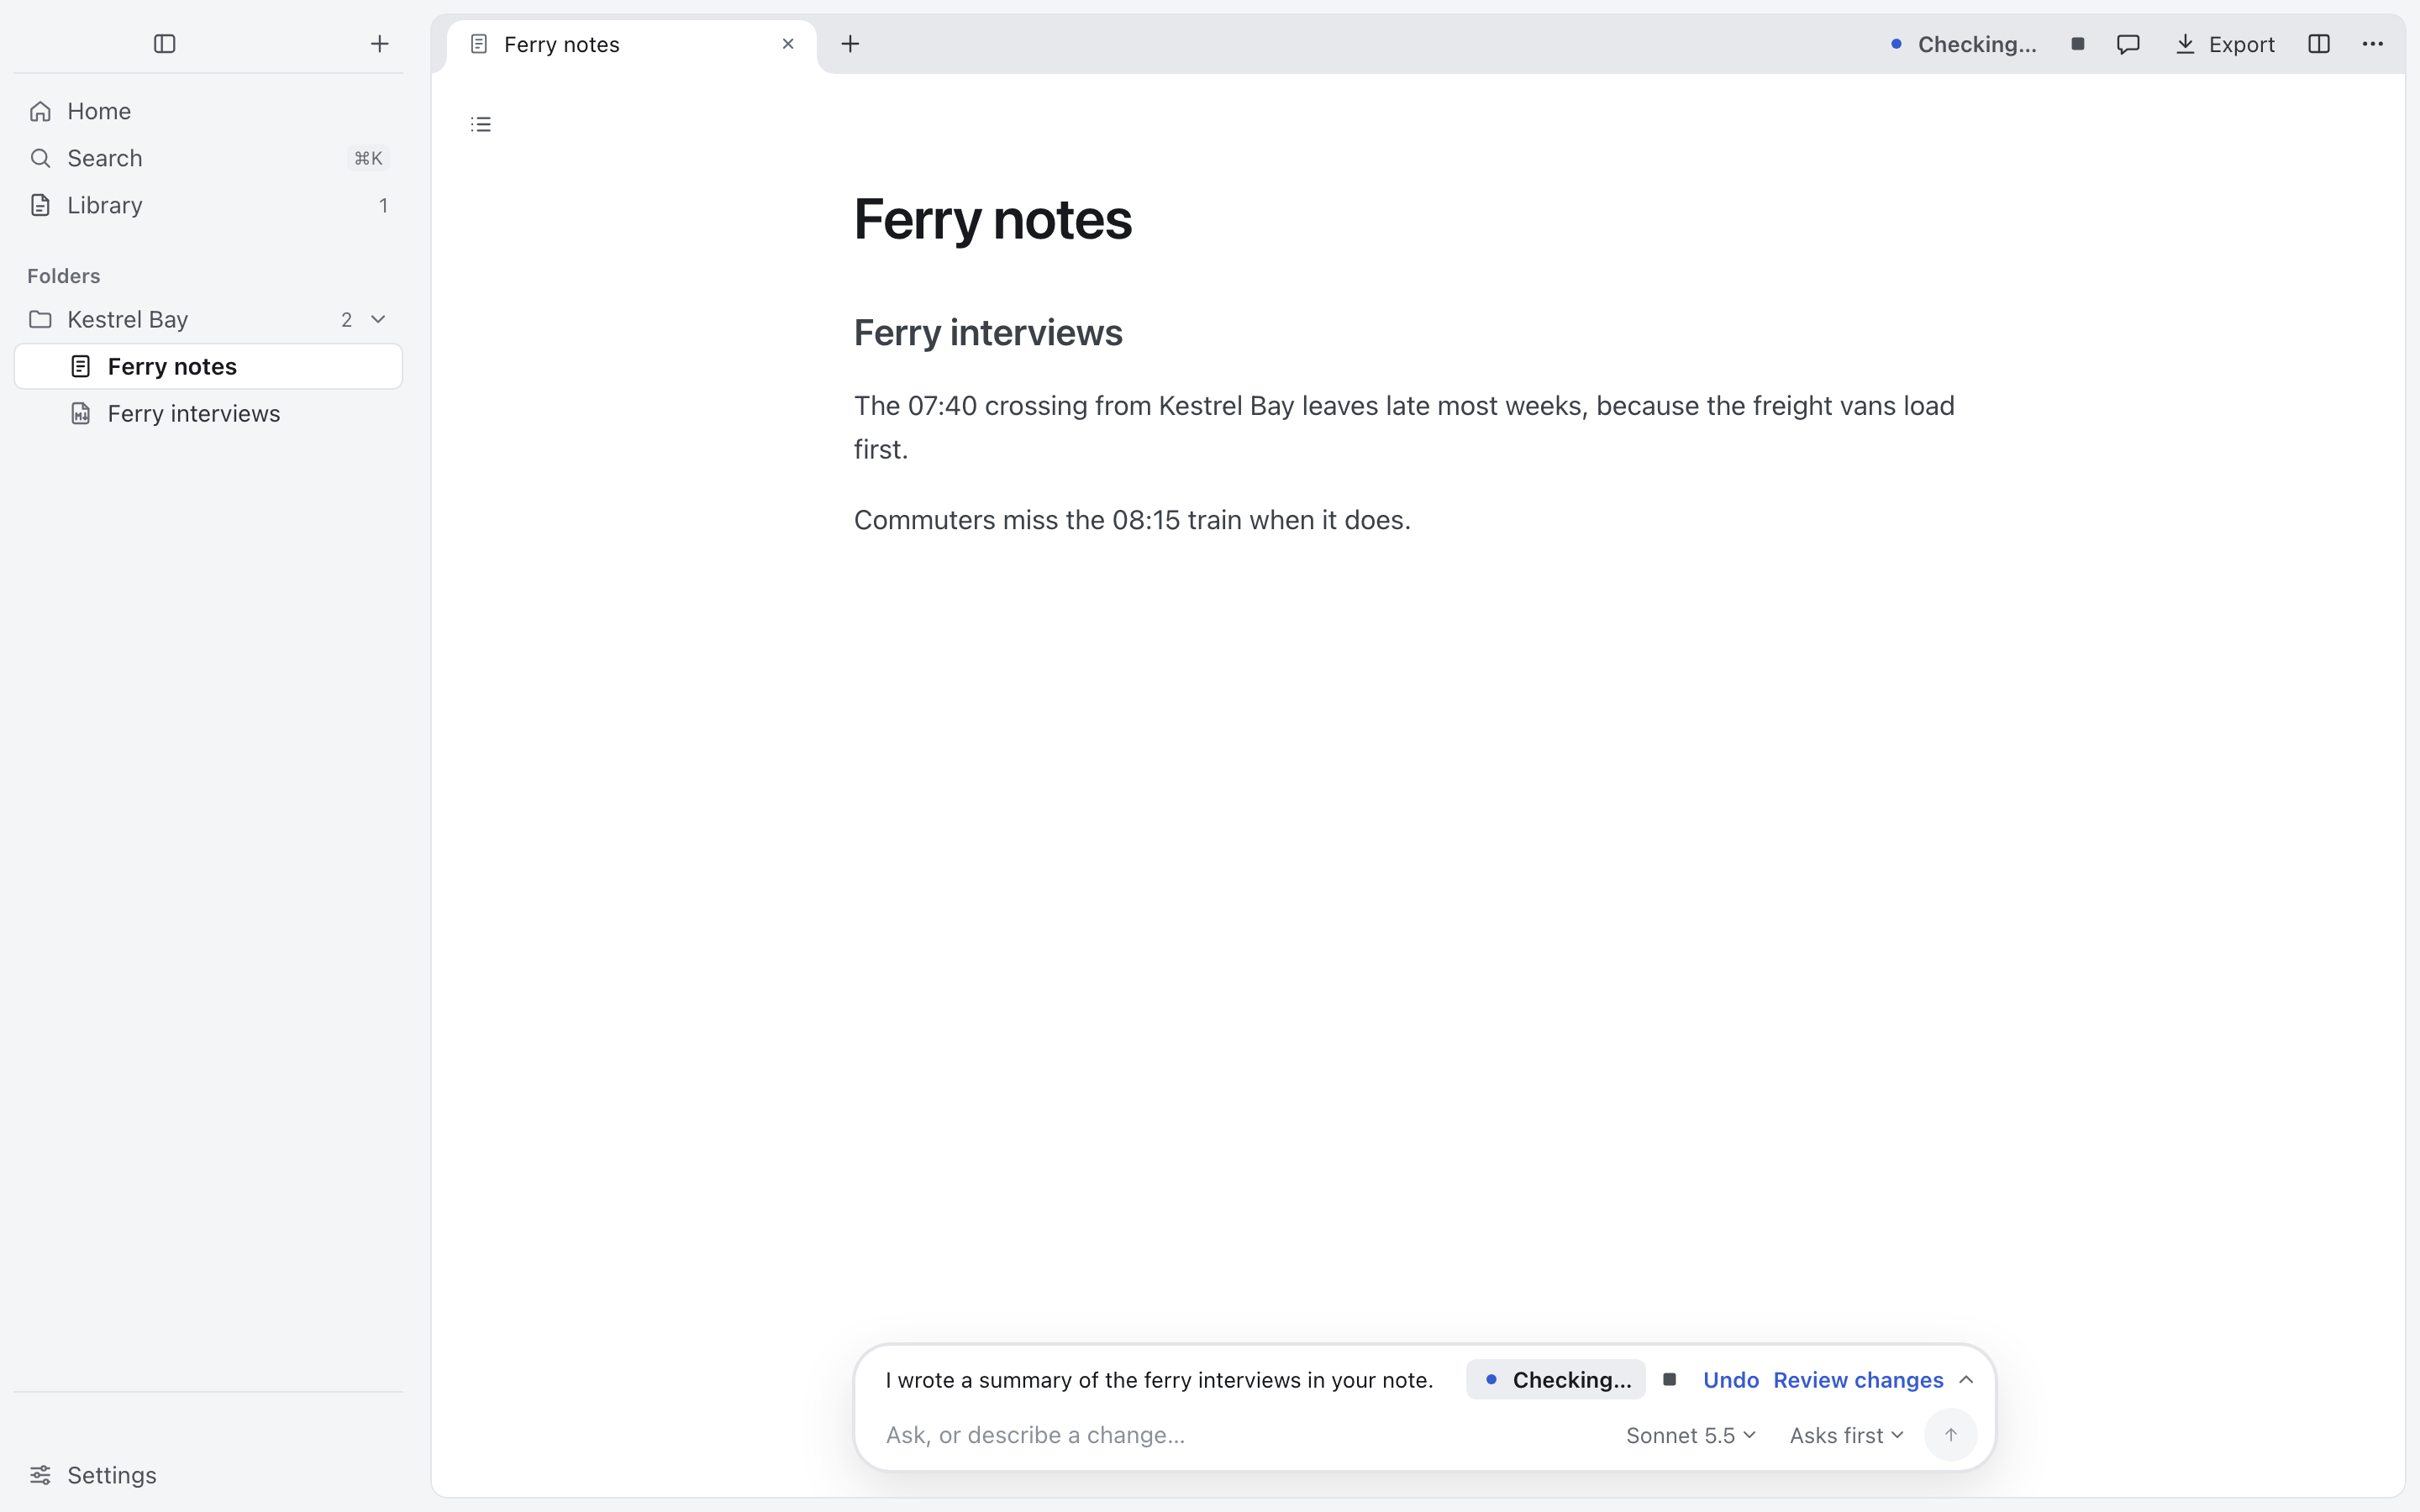 Ferry notes
Checking...
Export
Home
Search ⌘K
Library 1
Folders
Kestrel Bay 2
Ferry notes
Ferry interviews
Settings
Ferry notes
Ferry interviews
The 07:40 crossing from Kestrel Bay leaves late most weeks, because the freight vans load
first.
Commuters miss the 08:15 train when it does.
I wrote a summary of the ferry interviews in your note. Checking... Undo Review changes
Ask, or describe a change... Sonnet 5.5 Asks first